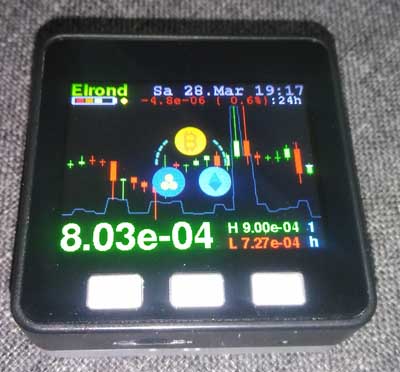 Elrond Sa 28.Mar 19:17
-4.8e-06 ( 0.6%):24h
8.03e-04 H 9.00e-04 1
L 7.27e-04 h